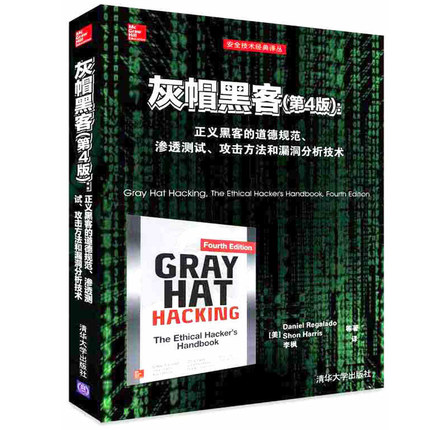 Mc
Graw
Hill
Education
安全技术经典译丛
灰帽黑客(第4版):
正义黑客的道德规范、
渗透测试、攻击方法和漏洞分析技术
Gray Hat Hacking, The Ethical Hacker's Handbook, Fourth Edition
Fourth Edition
GRAY
HAT
HACKING
The Ethical Hacker's
Handbook
[美] Daniel Regalado
Shon Harris 等著
李枫 译
清华大学出版社
灰帽黑客(第4版):
正义黑客的道德规范、渗透测
试、攻击方法和漏洞分析技术
清华大学出版社